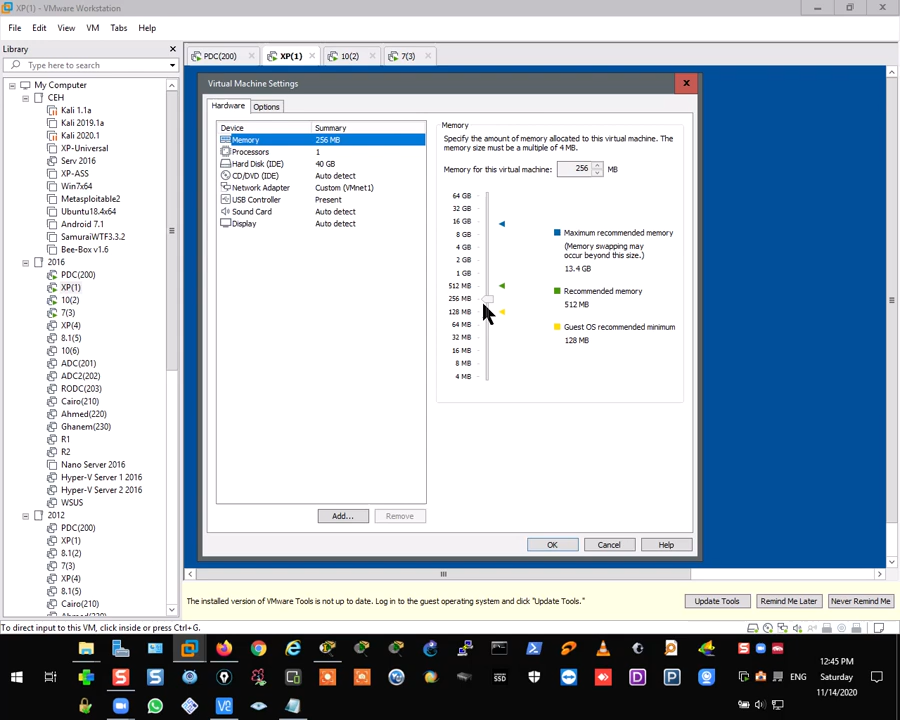 XP(1) - VMware Workstation
File Edit View VM Tabs Help
Library
Type here to search
PDC(200) XP(1) 10(2) 7(3)
My Computer
CEH
Kali 1.1a
Kali 2019.1a
Kali 2020.1
XP-Universal
Serv 2016
XP-ASS
Win7x64
Metasploitable2
Ubuntu18.4x64
Android 7.1
SamuraiWTF3.3.2
Bee-Box v1.6
2016
PDC(200)
XP(1)
10(2)
7(3)
XP(4)
8.1(5)
10(6)
ADC(201)
ADC2(202)
RODC(203)
Cairo(210)
Ahmed(220)
Ghanem(230)
R1
R2
Nano Server 2016
Hyper-V Server 1 2016
Hyper-V Server 2 2016
WSUS
2012
PDC(200)
XP(1)
8.1(2)
7(3)
XP(4)
8.1(5)
Cairo(210)
Virtual Machine Settings
Hardware Options
Device Summary
Memory 256 MB
Processors 1
Hard Disk (IDE) 40 GB
CD/DVD (IDE) Auto detect
Network Adapter Custom (VMnet1)
USB Controller Present
Sound Card Auto detect
Display Auto detect
Add... Remove
Memory
Specify the amount of memory allocated to this virtual machine. The
memory size must be a multiple of 4 MB.
Memory for this virtual machine: 256 MB
64 GB
32 GB
16 GB
8 GB
4 GB
2 GB
1 GB
512 MB
256 MB
128 MB
64 MB
32 MB
16 MB
8 MB
4 MB
Maximum recommended memory
(Memory swapping may
occur beyond this size.)
13.4 GB
Recommended memory
512 MB
Guest OS recommended minimum
128 MB
OK Cancel Help
The installed version of VMware Tools is not up to date. Log in to the guest operating system and click "Update Tools."
Update Tools Remind Me Later Never Remind Me
To direct input to this VM, click inside or press Ctrl+G.
SSD
ENG
12:45 PM
Saturday
11/14/2020